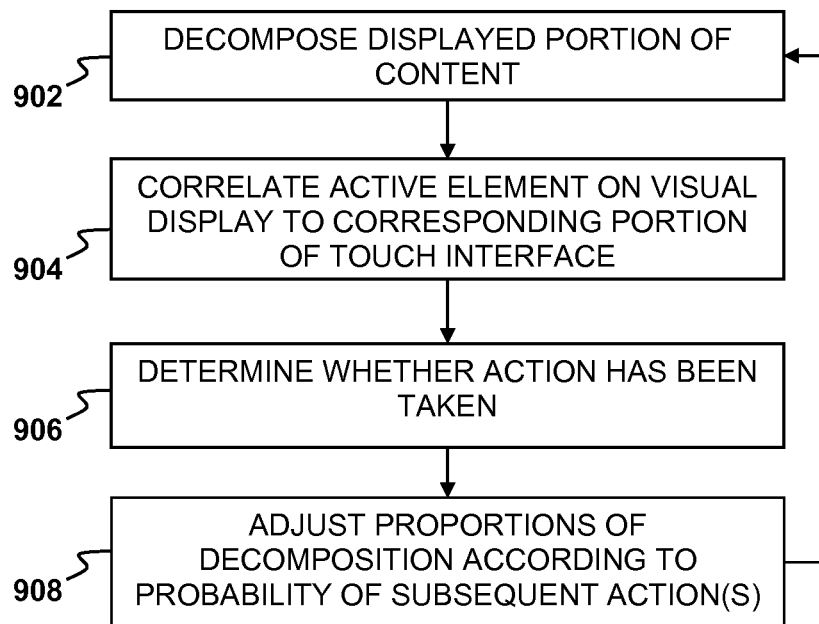 DECOMPOSE DISPLAYED PORTION OF
CONTENT
902
CORRELATE ACTIVE ELEMENT ON VISUAL
DISPLAY TO CORRESPONDING PORTION
OF TOUCH INTERFACE
904
DETERMINE WHETHER ACTION HAS BEEN
TAKEN
906
ADJUST PROPORTIONS OF
DECOMPOSITION ACCORDING TO
PROBABILITY OF SUBSEQUENT ACTION(S)
908